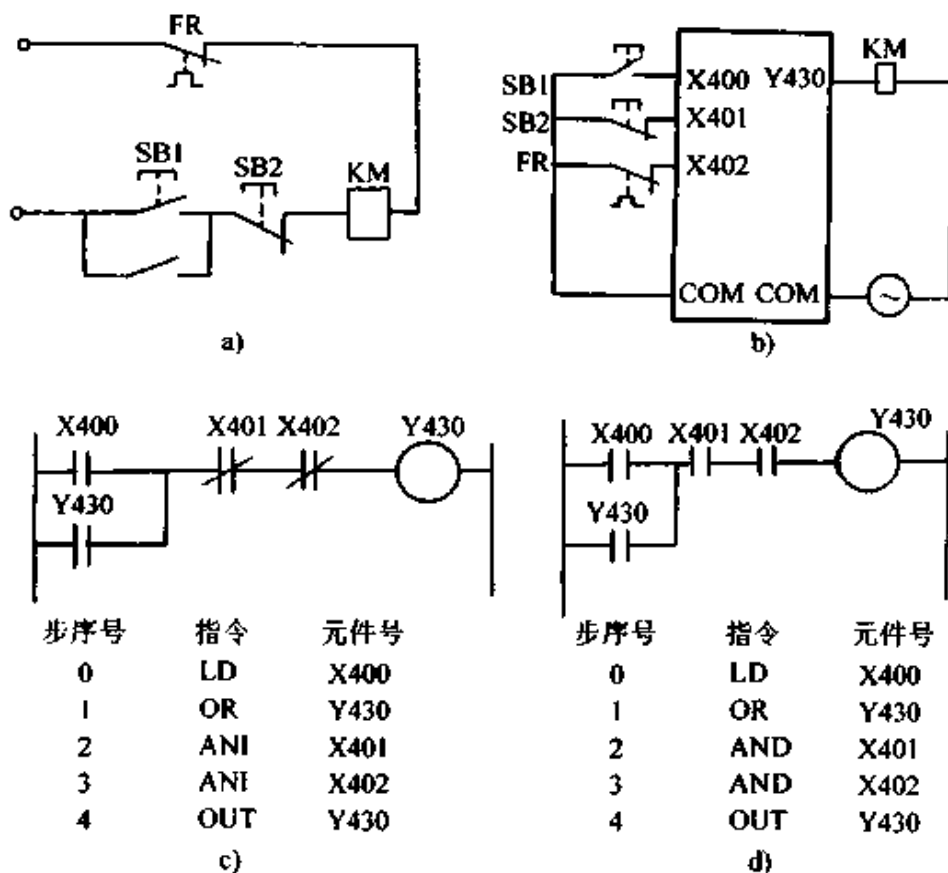 FR
SB1
SB2
KM
a)
SB1
SB2
FR
X400
X401
X402
Y430
COM
COM
KM
~
b)
X400
X401
X402
Y430
Y430
步序号 指令 元件号
0 LD X400
1 OR Y430
2 ANI X401
3 ANI X402
4 OUT Y430
c)
X400
X401
X402
Y430
Y430
步序号 指令 元件号
0 LD X400
1 OR Y430
2 AND X401
3 AND X402
4 OUT Y430
d)